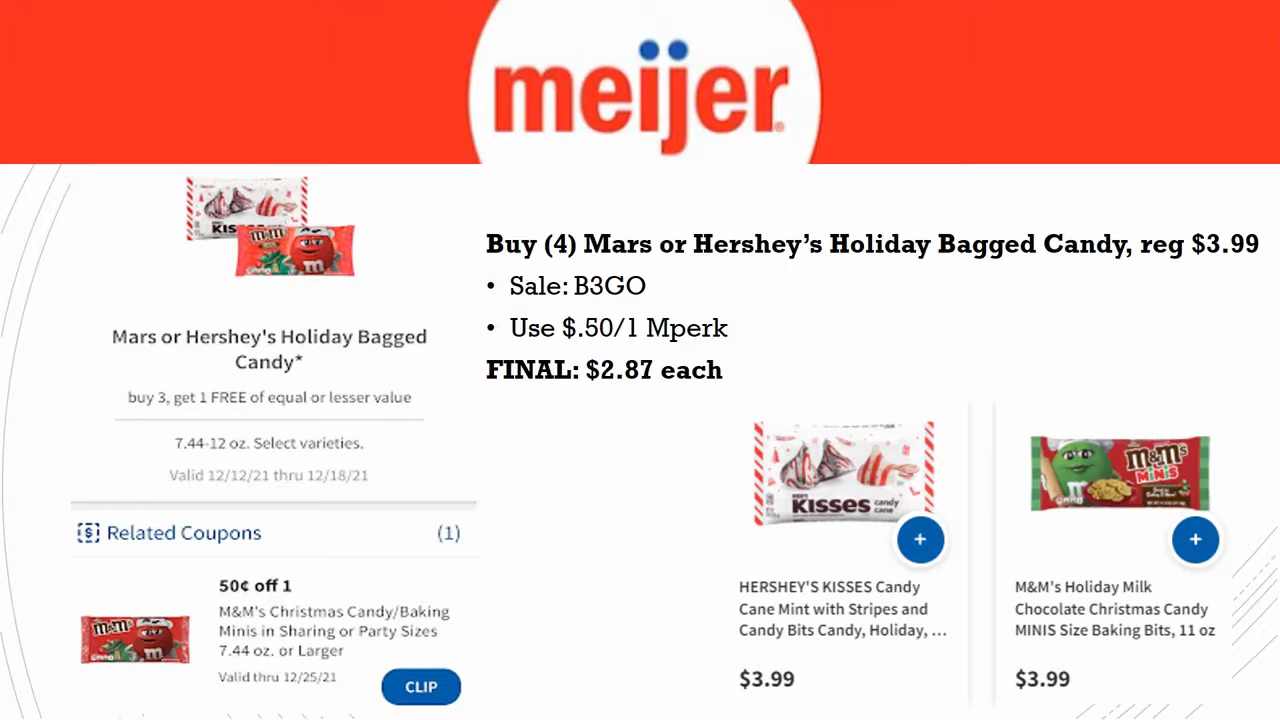 meijer
KISSES
m&m's
Mars or Hershey's Holiday Bagged
Candy*
buy 3, get 1 FREE of equal or lesser value
7.44-12 oz. Select varieties.
Valid 12/12/21 thru 12/18/21
Related Coupons (1)
m&m's
50¢ off 1
M&M's Christmas Candy/Baking
Minis in Sharing or Party Sizes
7.44 oz. or Larger
Valid thru 12/25/21
CLIP
Buy (4) Mars or Hershey’s Holiday Bagged Candy, reg $3.99
• Sale: B3GO
• Use $.50/1 Mperk
FINAL: $2.87 each
KISSES candy
cane
+
HERSHEY'S KISSES Candy
Cane Mint with Stripes and
Candy Bits Candy, Holiday, ...
$3.99
m&m's
MINIS
+
M&M's Holiday Milk
Chocolate Christmas Candy
MINIS Size Baking Bits, 11 oz
$3.99